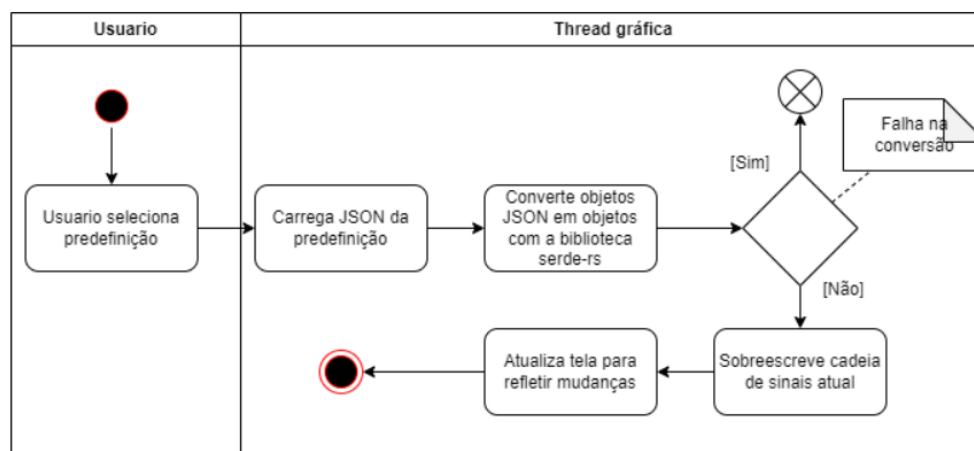 Usuario
Thread gráfica
Falha na
conversão
[Sim]
Usuario seleciona
predefinição
Carrega JSON da
predefinição
Converte objetos
JSON em objetos
com a biblioteca
serde-rs
[Não]
Sobreescreve cadeia
de sinais atual
Atualiza tela para
refletir mudanças